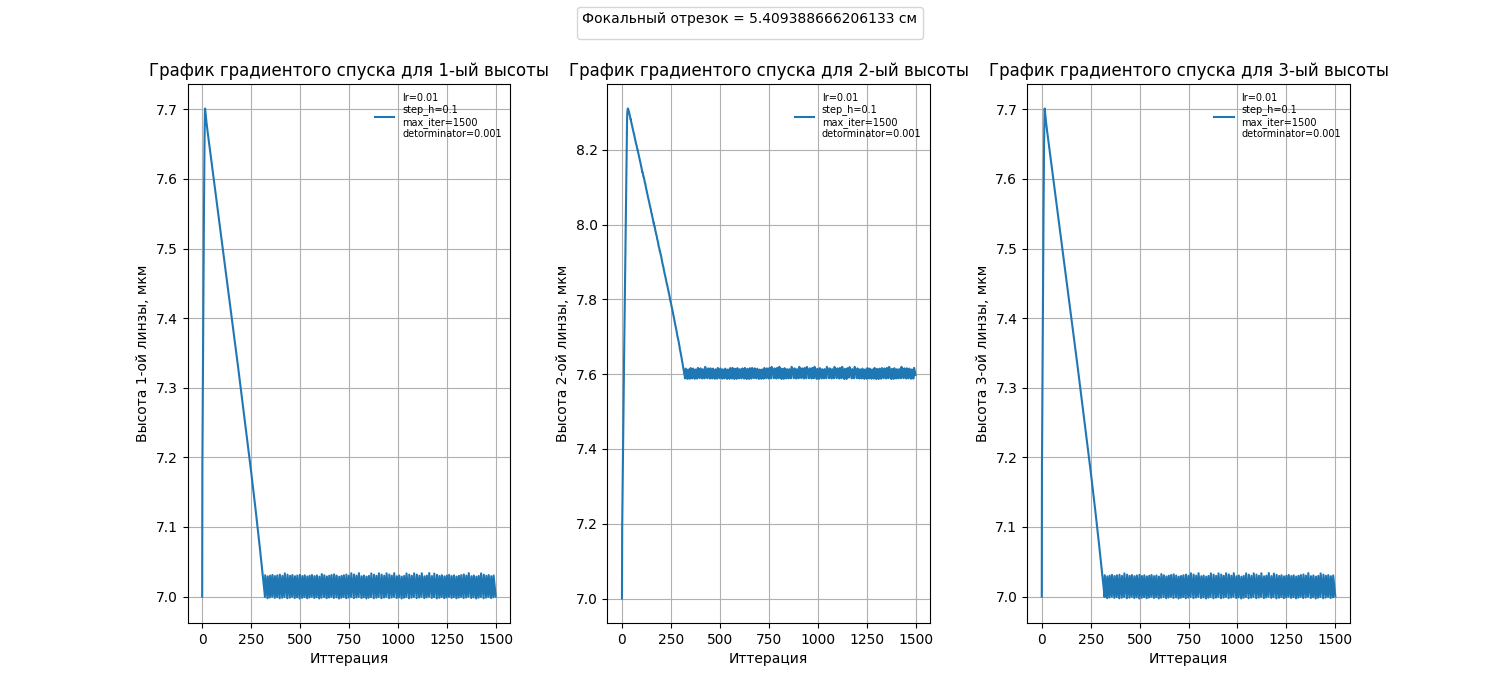 Фокальный отрезок = 5.409388666206133 см
График градиентого спуска для 1-ый высоты
График градиентого спуска для 2-ый высоты
График градиентого спуска для 3-ый высоты
lr=0.01
step_h=0.1
max_iter=1500
detorminator=0.001
7.7
7.6
7.5
7.4
7.3
7.2
7.1
7.0
Высота 1-ой линзы, мкм
0 250 500 750 1000 1250 1500
Иттерация
lr=0.01
step_h=0.1
max_iter=1500
detorminator=0.001
8.2
8.0
7.8
7.6
7.4
7.2
7.0
Высота 2-ой линзы, мкм
0 250 500 750 1000 1250 1500
Иттерация
lr=0.01
step_h=0.1
max_iter=1500
detorminator=0.001
7.7
7.6
7.5
7.4
7.3
7.2
7.1
7.0
Высота 3-ой линзы, мкм
0 250 500 750 1000 1250 1500
Иттерация